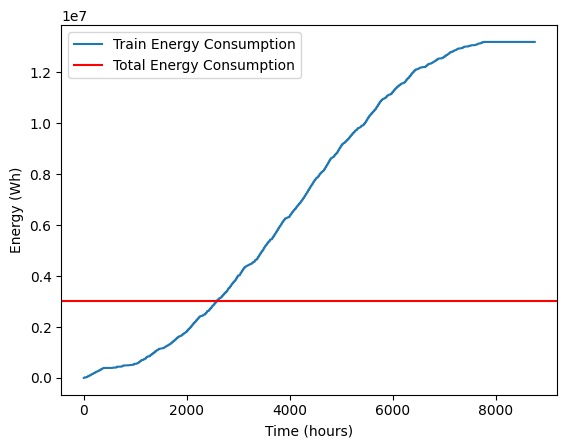 1e7
Train Energy Consumption
Total Energy Consumption
1.2
1.0
0.8
0.6
0.4
0.2
0.0
Energy (Wh)
0 2000 4000 6000 8000
Time (hours)